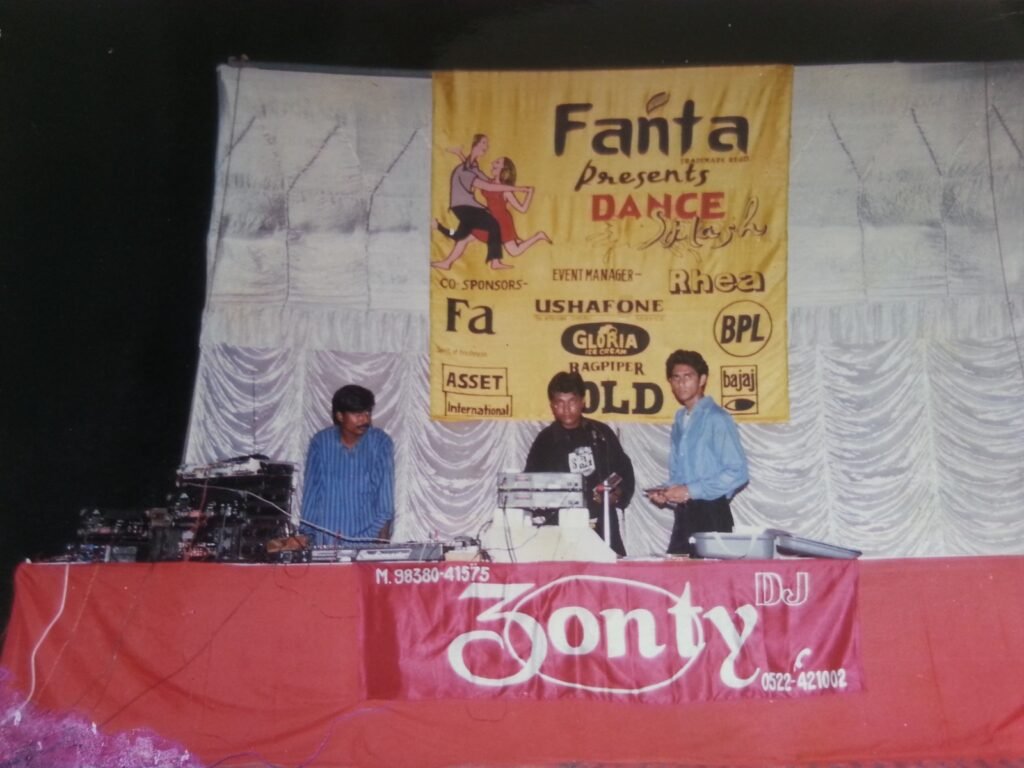 Fanta
TRADEMARK REGD.
Presents
DANCE
Splash
EVENT MANAGER-
Rhea
CO-SPONSORS-
Fa
USHAFONE
BPL
GLORIA
ICE CREAM
BAGPIPER
GOLD
ASSET
International
bajaj
M. 98380-41575
Zonty
DJ
0522-421002